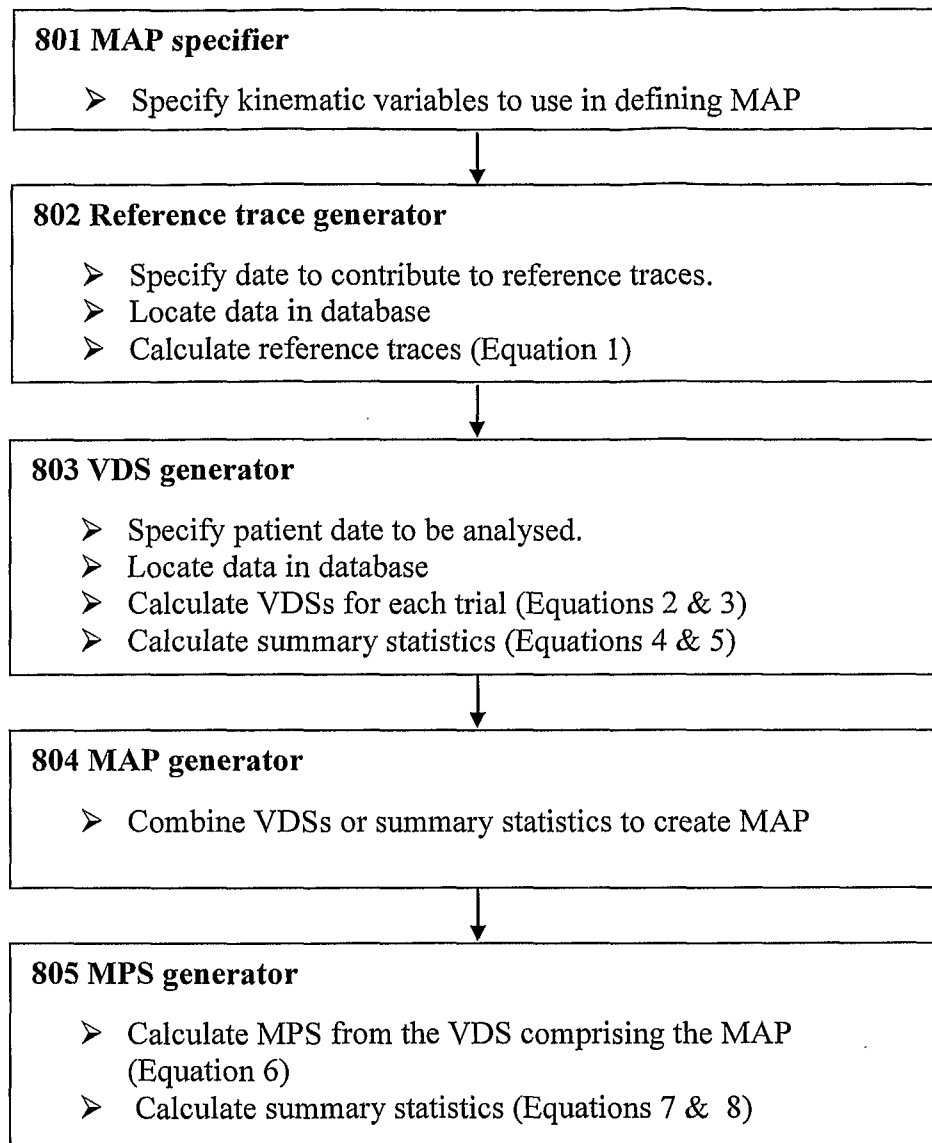 801 MAP specifier
➢ Specify kinematic variables to use in defining MAP
802 Reference trace generator
➢ Specify date to contribute to reference traces.
➢ Locate data in database
➢ Calculate reference traces (Equation 1)
803 VDS generator
➢ Specify patient date to be analysed.
➢ Locate data in database
➢ Calculate VDSs for each trial (Equations 2 & 3)
➢ Calculate summary statistics (Equations 4 & 5)
804 MAP generator
➢ Combine VDSs or summary statistics to create MAP
805 MPS generator
➢ Calculate MPS from the VDS comprising the MAP
(Equation 6)
➢ Calculate summary statistics (Equations 7 & 8)